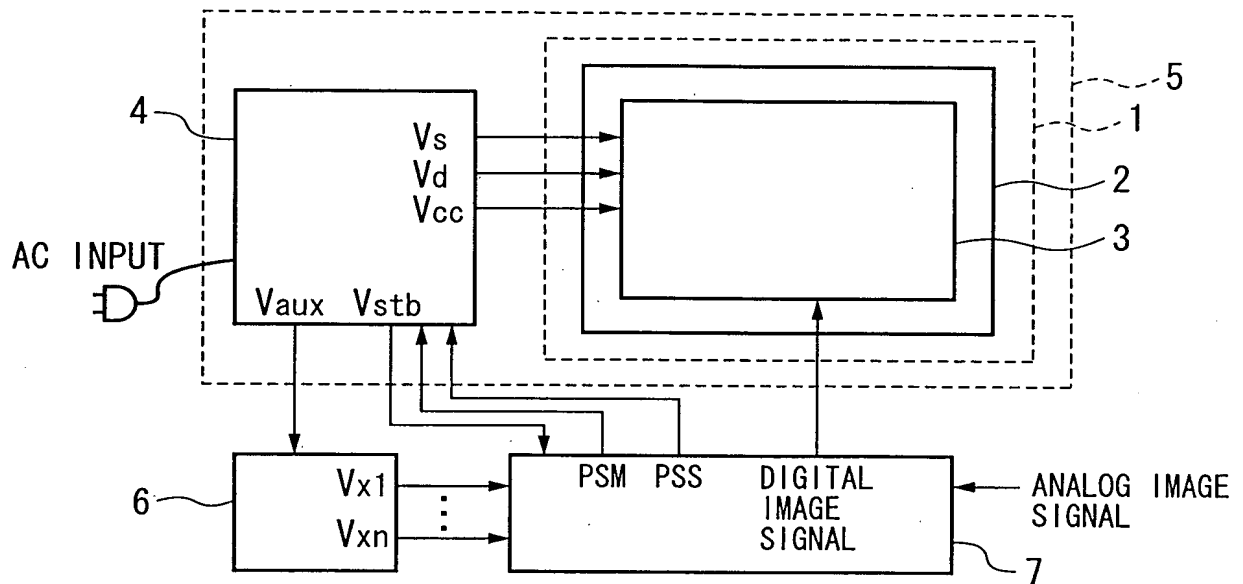 5
4
1
Vs
Vd
2
Vcc
3
AC INPUT
Vaux Vstb
PSM PSS DIGITAL
IMAGE
SIGNAL
Vx1
6
Vxn
ANALOG IMAGE
SIGNAL
7